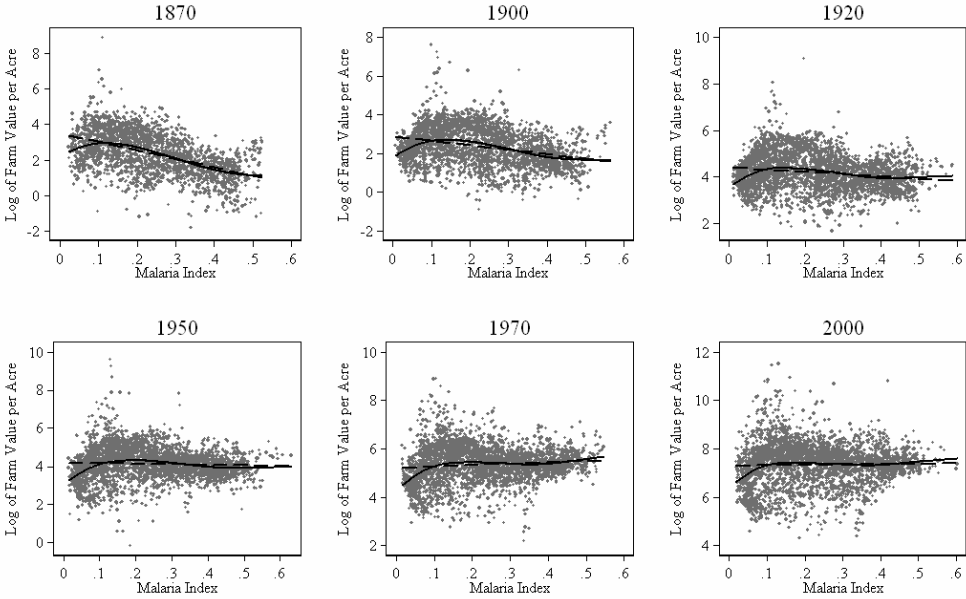 1870
Log of Farm Value per Acre
8
6
4
2
0
-2
0 .1 .2 .3 .4 .5 .6
Malaria Index
1900
Log of Farm Value per Acre
8
6
4
2
0
-2
0 .1 .2 .3 .4 .5 .6
Malaria Index
1920
Log of Farm Value per Acre
10
8
6
4
2
0 .1 .2 .3 .4 .5 .6
Malaria Index
1950
Log of Farm Value per Acre
10
8
6
4
2
0
0 .1 .2 .3 .4 .5 .6
Malaria Index
1970
Log of Farm Value per Acre
10
8
6
4
2
0 .1 .2 .3 .4 .5 .6
Malaria Index
2000
Log of Farm Value per Acre
12
10
8
6
4
0 .1 .2 .3 .4 .5 .6
Malaria Index